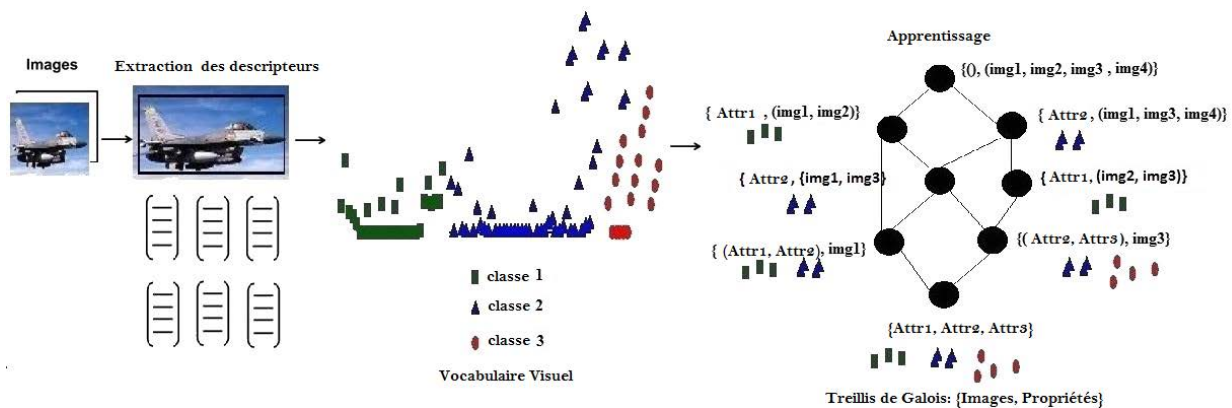 Images
Extraction des descripteurs
classe 1
classe 2
classe 3
Vocabulaire Visuel
Apprentissage
{(), (img1, img2, img3 , img4)}
{ Attr1 , (img1, img2)}
{ Attr2 , (img1, img3, img4)}
{ Attr2, {img1, img3}
{ Attr1, (img2, img3)}
{ (Attr1, Attr2), img1}
{( Attr2, Attr3), img3}
{Attr1, Attr2, Attr3}
Treillis de Galois: {Images, Propriétés}